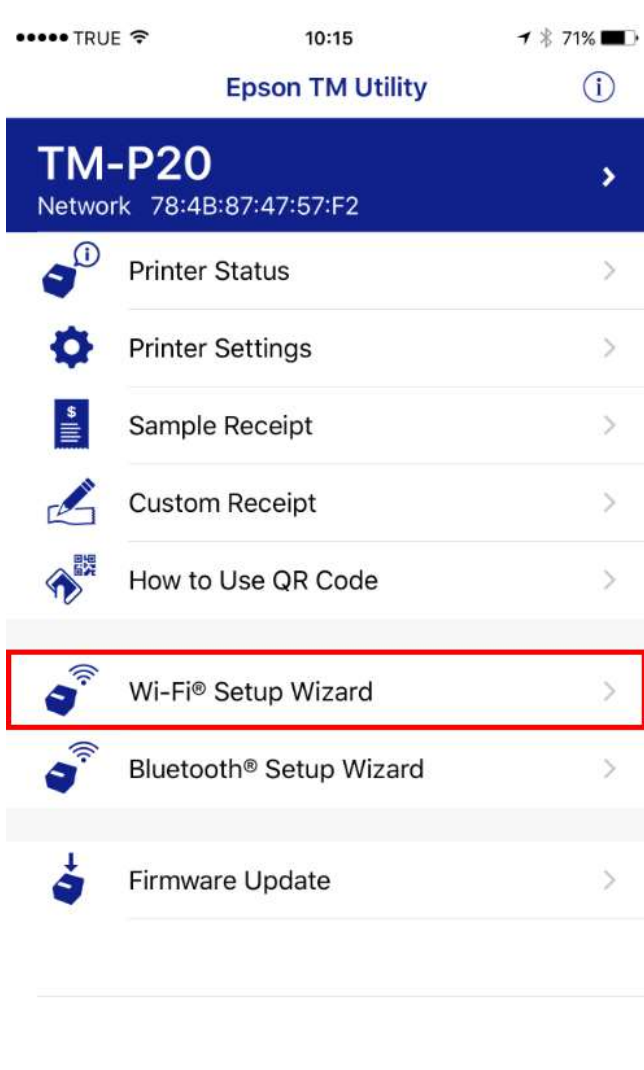 TRUE 10:15 71%
Epson TM Utility
TM-P20
Network 78:4B:87:47:57:F2
Printer Status
Printer Settings
Sample Receipt
Custom Receipt
How to Use QR Code
Wi-Fi® Setup Wizard
Bluetooth® Setup Wizard
Firmware Update